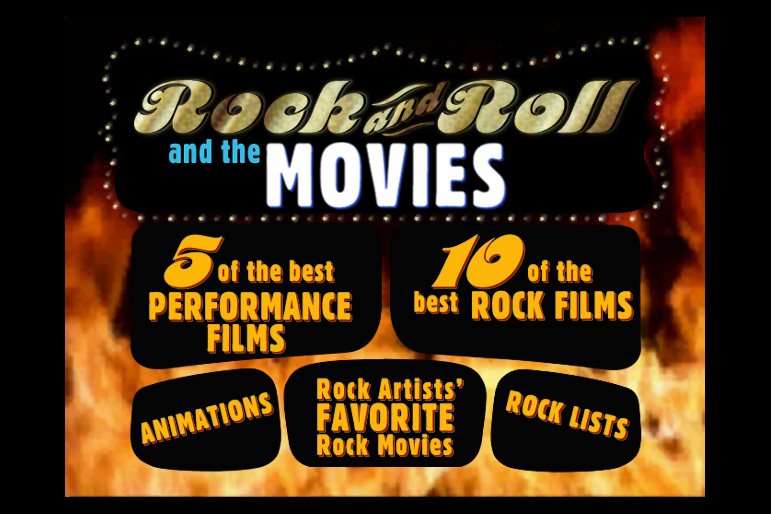 Rock and Roll
and the MOVIES
5 of the best
PERFORMANCE
FILMS
10 of the
best ROCK FILMS
ANIMATIONS
Rock Artists'
FAVORITE
Rock Movies
ROCK LISTS